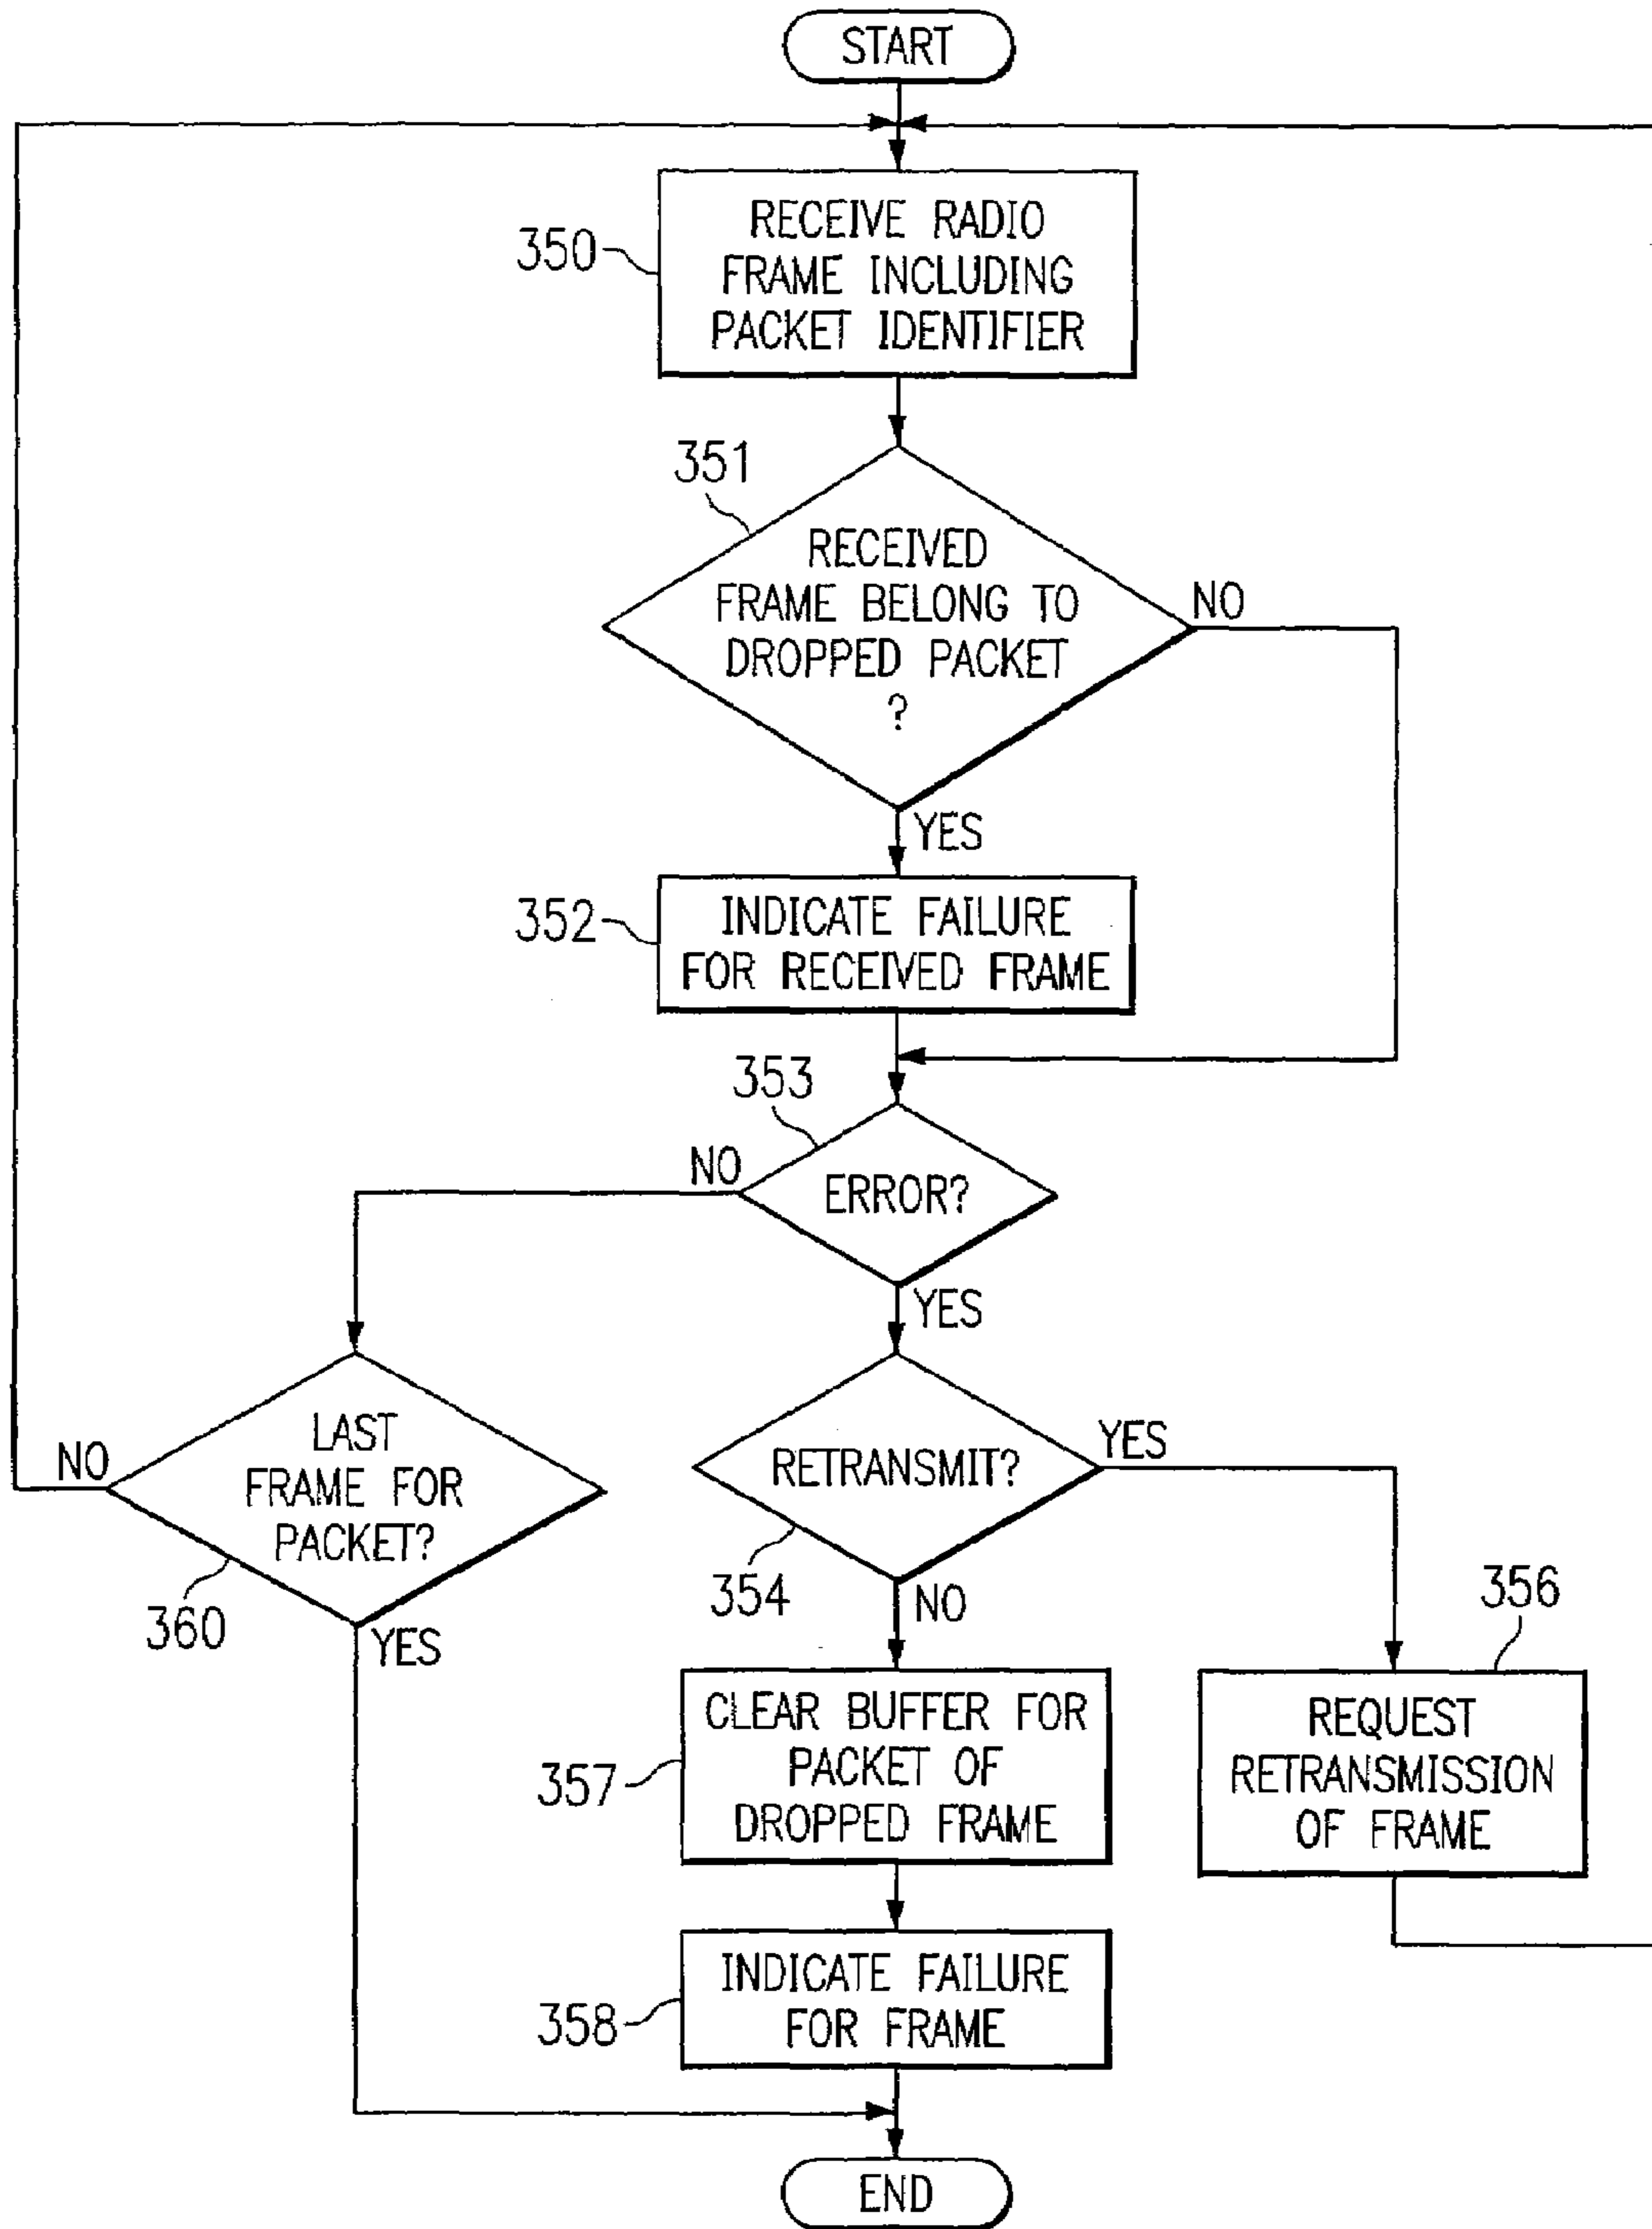 START
350
RECEIVE RADIO
FRAME INCLUDING
PACKET IDENTIFIER
351
RECEIVED
FRAME BELONG TO
DROPPED PACKET
?
NO
YES
352
INDICATE FAILURE
FOR RECEIVED FRAME
353
NO
ERROR?
YES
NO
LAST
FRAME FOR
PACKET?
360
YES
RETRANSMIT?
YES
354
NO
356
REQUEST
RETRANSMISSION
OF FRAME
357
CLEAR BUFFER FOR
PACKET OF
DROPPED FRAME
358
INDICATE FAILURE
FOR FRAME
END